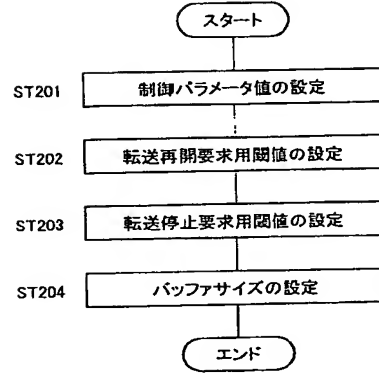 スタート
ST201 制御パラメータ値の設定
ST202 転送再開要求用閾値の設定
ST203 転送停止要求用閾値の設定
ST204 バッファサイズの設定
エンド